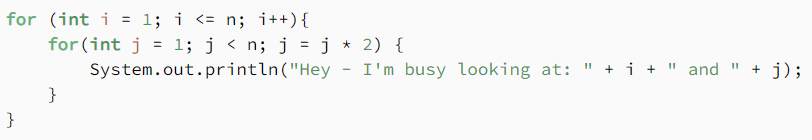 for (int i = 1; i <= n; i++){
    for(int j = 1; j < n; j = j * 2) {
        System.out.println("Hey - I'm busy looking at: " + i + " and " + j);
    }
}